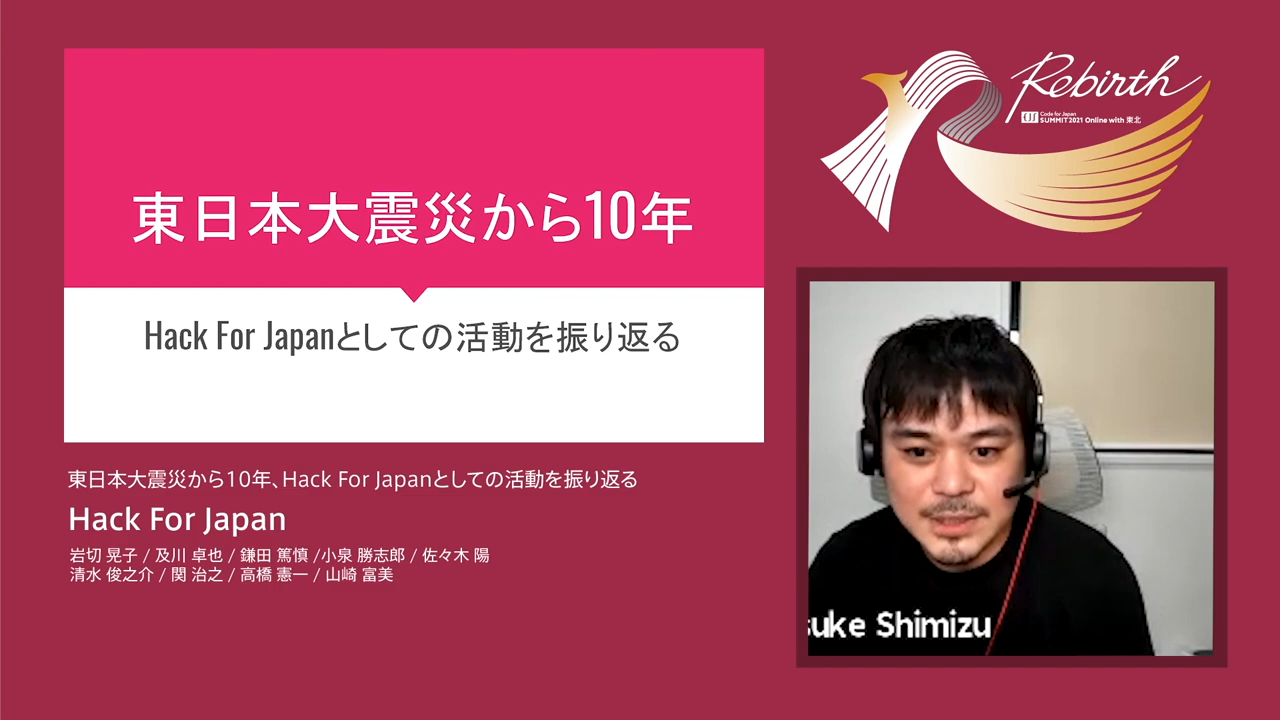 東日本大震災から10年
Hack For Japanとしての活動を振り返る
東日本大震災から10年、Hack For Japanとしての活動を振り返る
Hack For Japan
岩切 晃子 / 及川 卓也 / 鎌田 篤慎 /小泉 勝志郎 / 佐々木 陽
清水 俊之介 / 関 治之 / 高橋 憲一 / 山崎 富美
Rebirth
CfJ Code for Japan
SUMMIT2021 Online with 東北
suke Shimizu